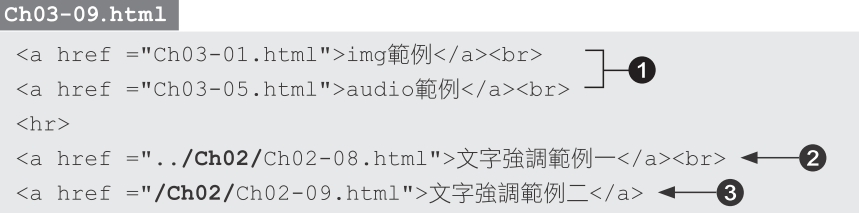 Ch03-09.html
<a href ="Ch03-01.html">img範例</a><br>
<a href ="Ch03-05.html">audio範例</a><br>
❶
<hr>
<a href ="../Ch02/Ch02-08.html">文字強調範例一</a><br> ❷
<a href ="/Ch02/Ch02-09.html">文字強調範例二</a> ❸